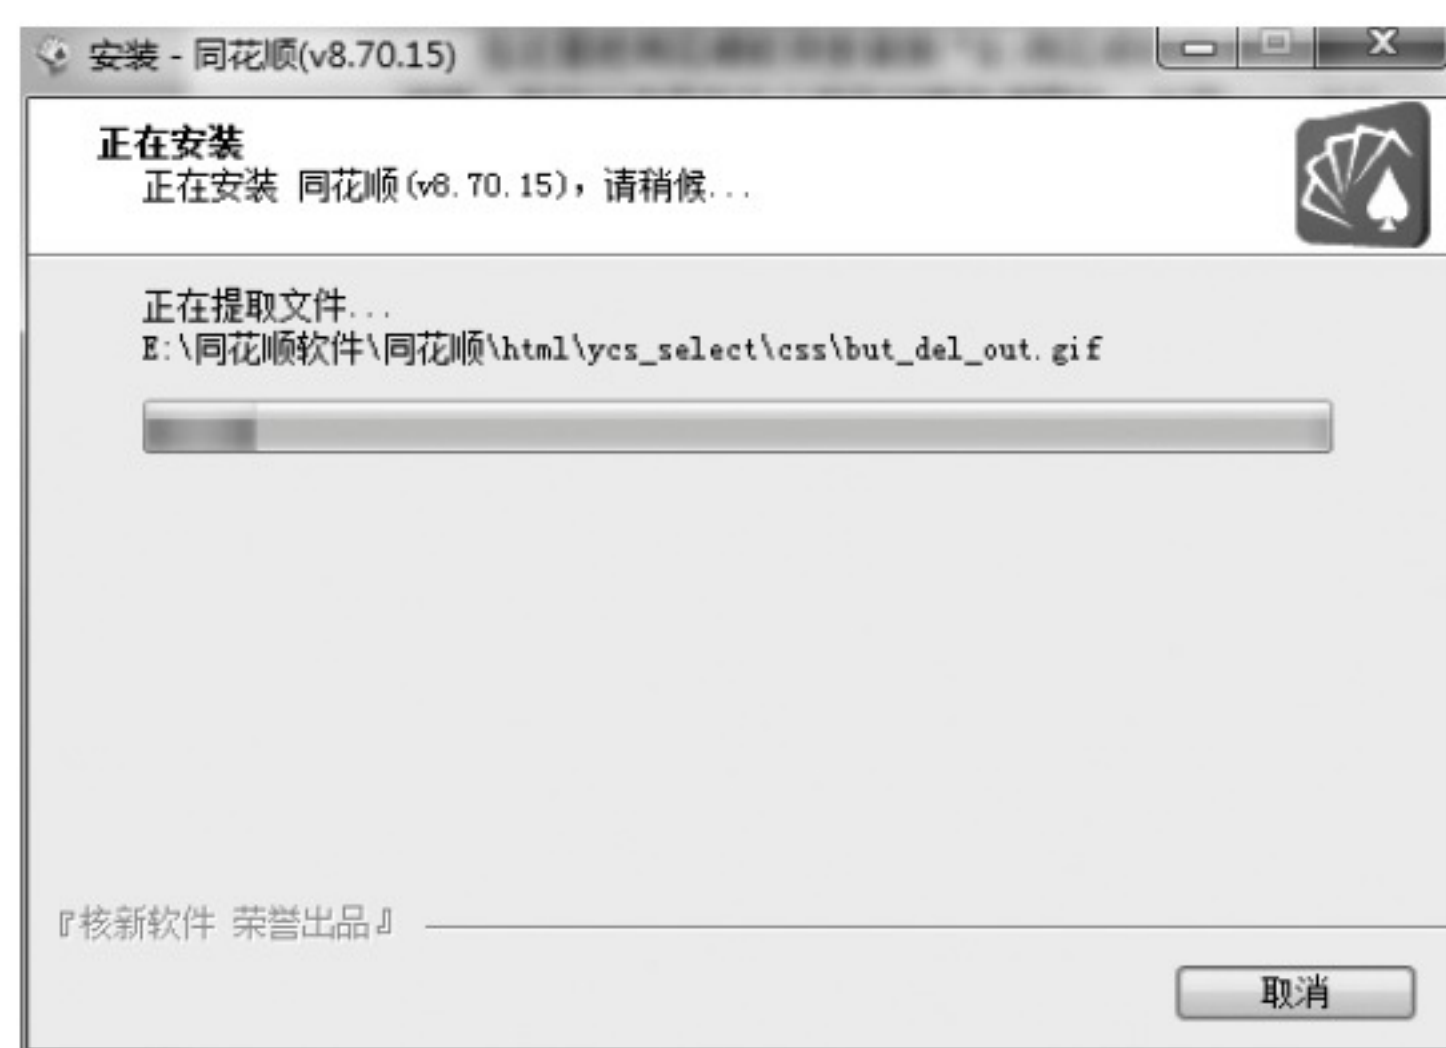 安装 - 同花顺(v8.70.15)
正在安装
正在安装 同花顺(v8.70.15)，请稍候...
正在提取文件...
E:\同花顺软件\同花顺\html\ycs_select\css\but_del_out.gif
『核新软件 荣誉出品』
取消